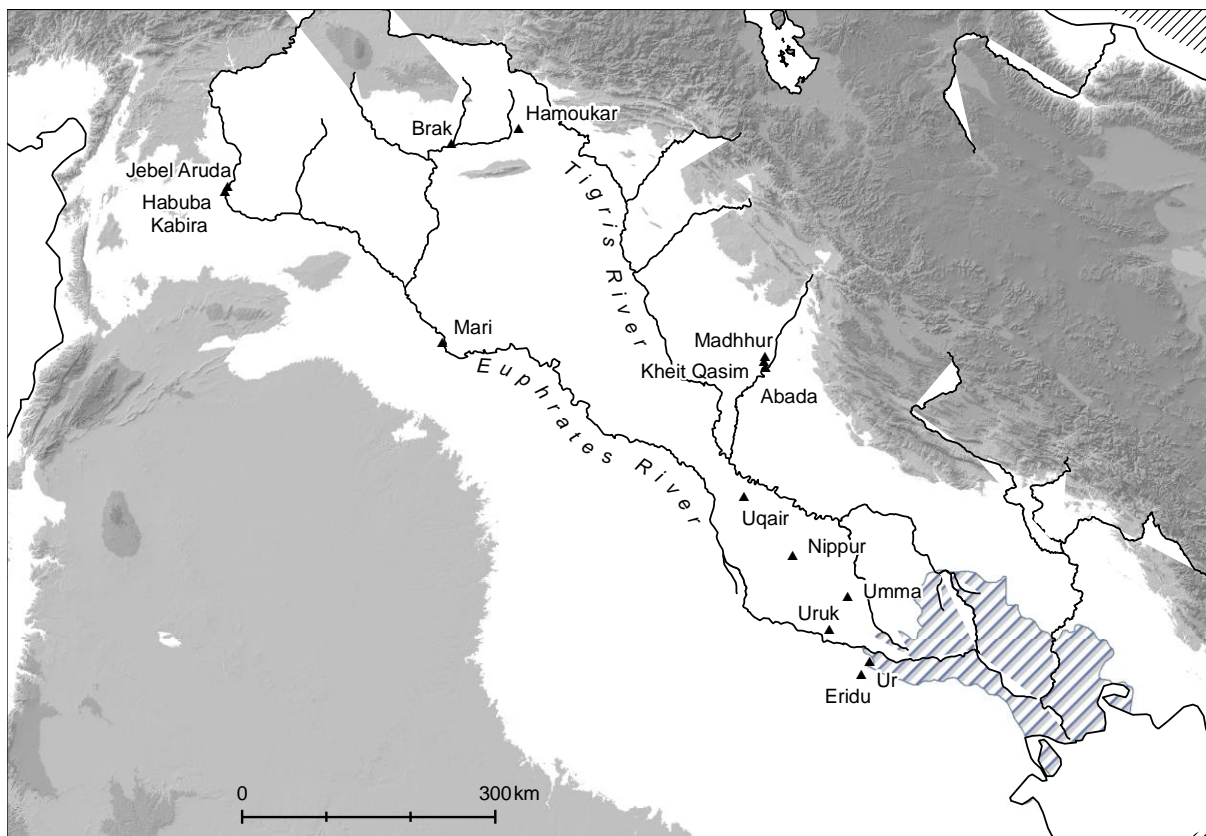 Hamoukar
Brak
Jebel Aruda
Habuba
Kabira
Tigris River
Mari
Madhhur
Kheit Qasim
Abada
Euphrates River
Uqair
Nippur
Umma
Uruk
Ur
Eridu
0 300 km